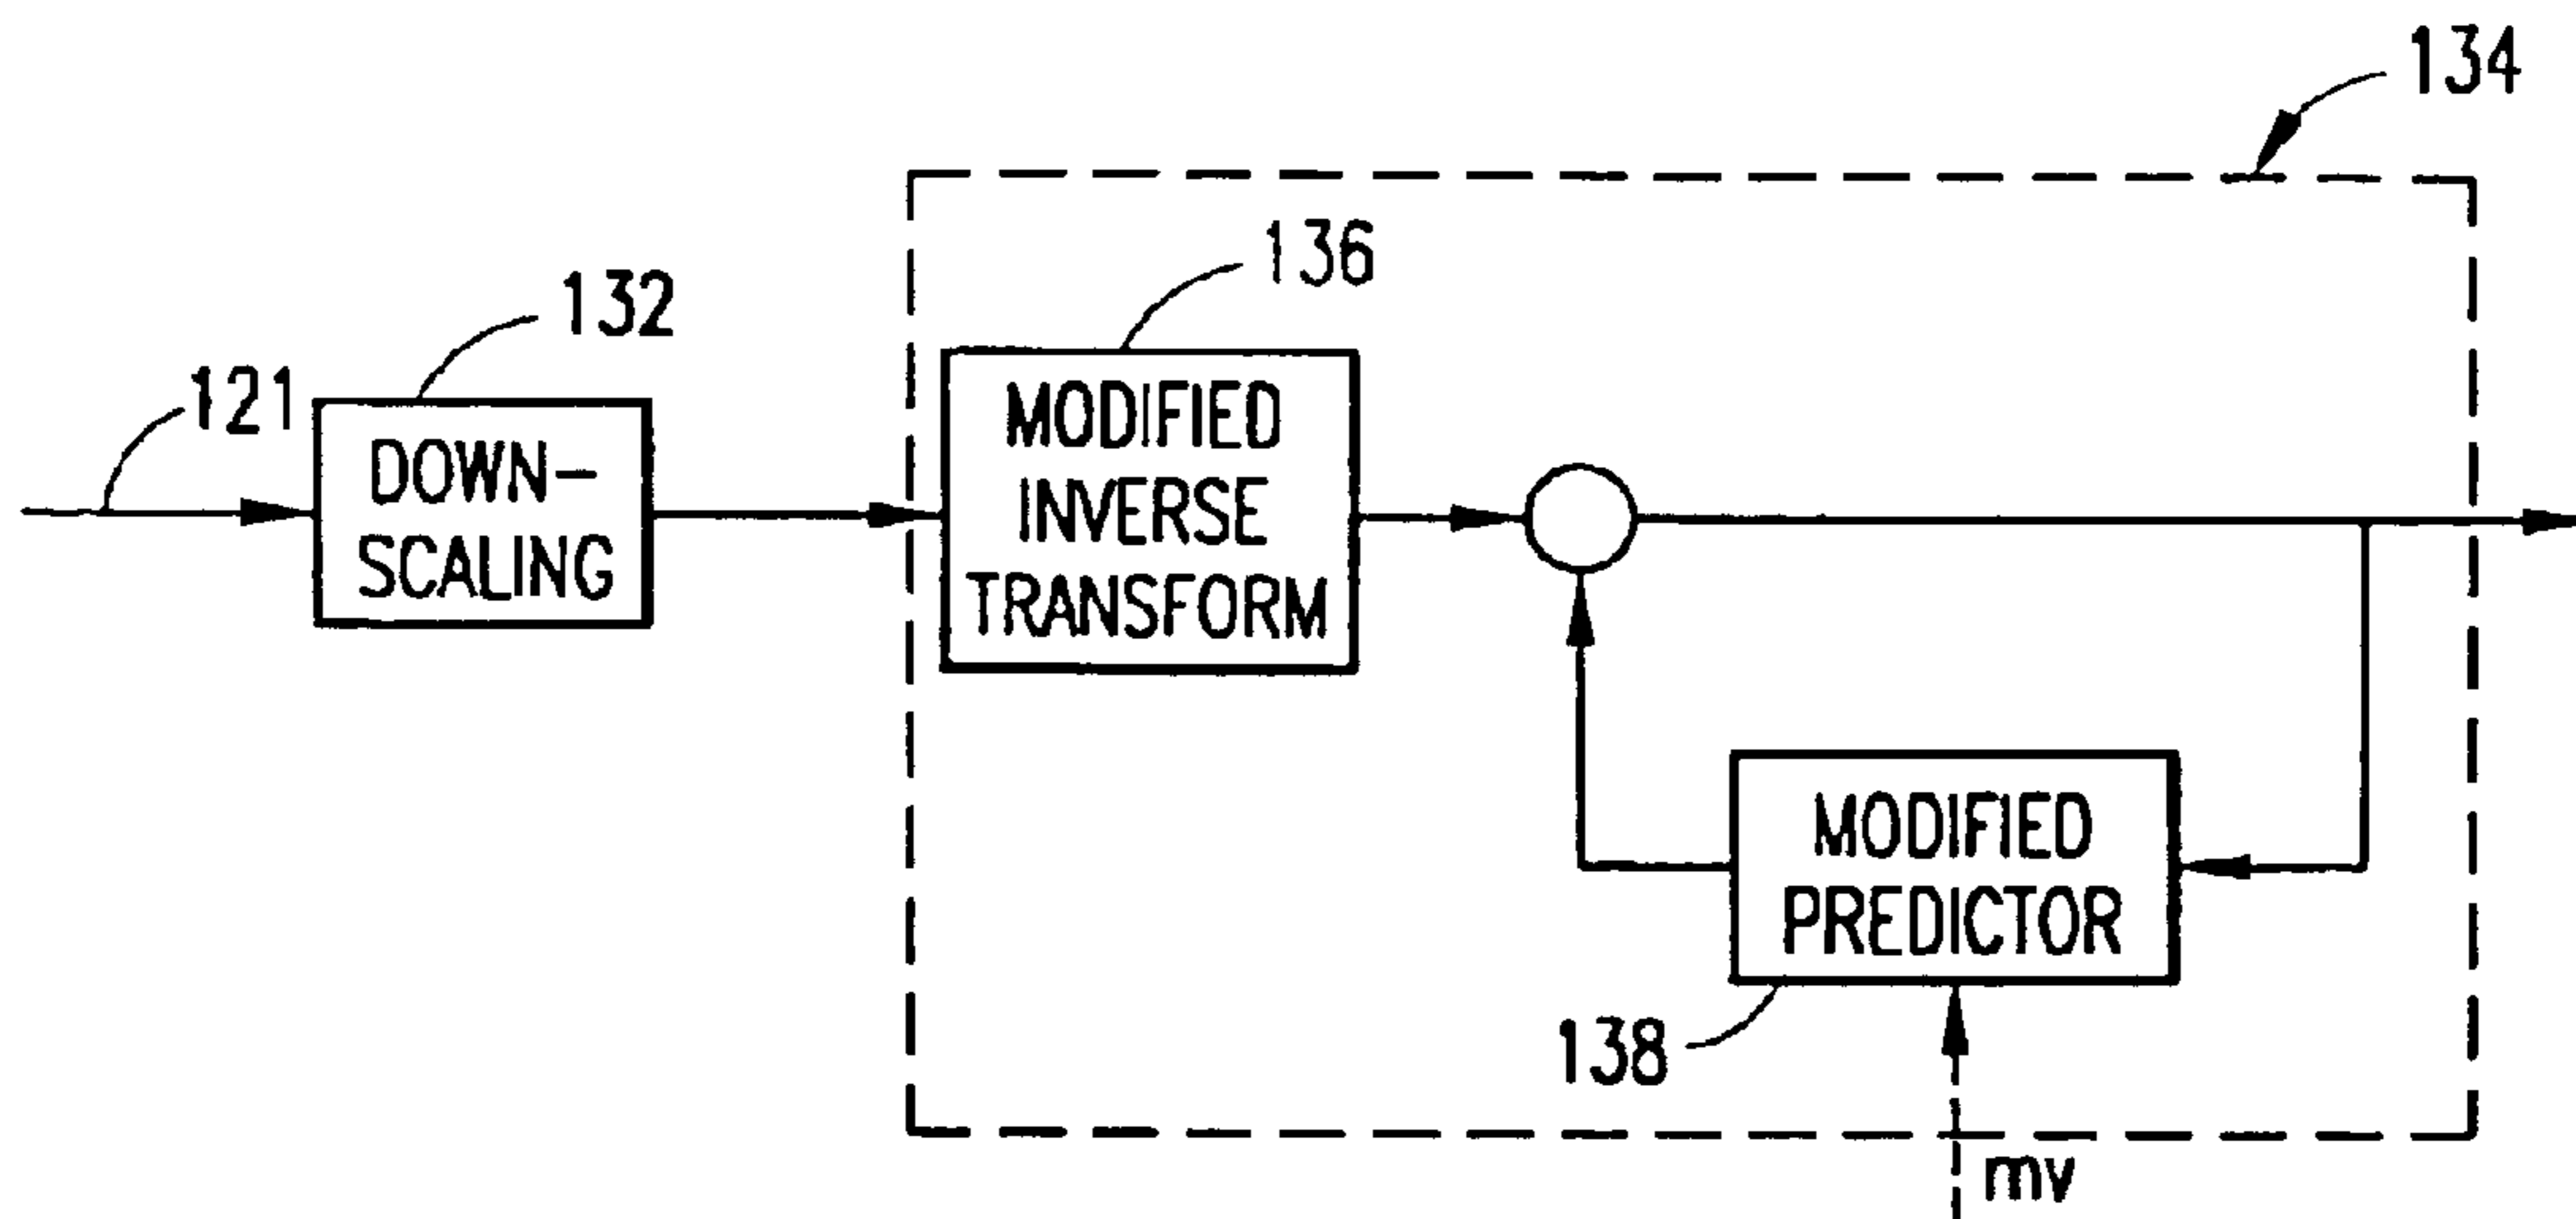 134
136
132
121
DOWN-
SCALING
MODIFIED
INVERSE
TRANSFORM
MODIFIED
PREDICTOR
138
mv